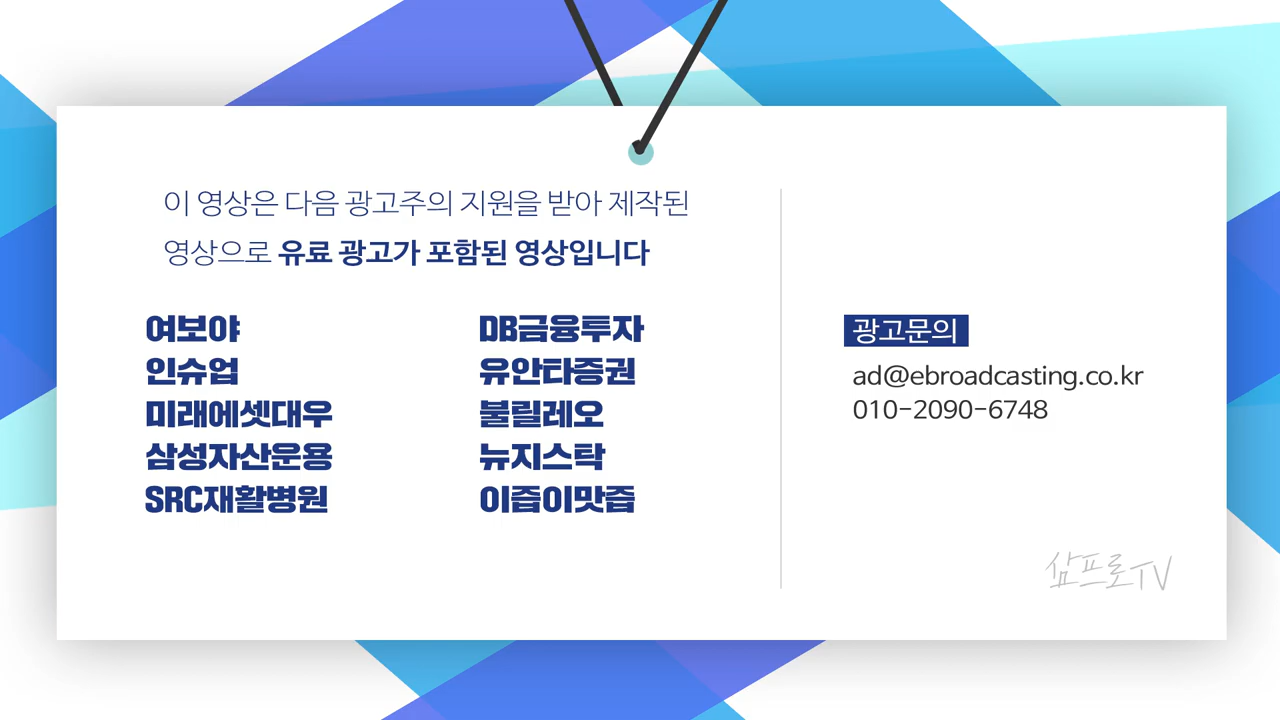 이 영상은 다음 광고주의 지원을 받아 제작된
영상으로 유료 광고가 포함된 영상입니다
여보야
인슈업
미래에셋대우
삼성자산운용
SRC재활병원
DB금융투자
유안타증권
불릴레오
뉴지스탁
이즙이맛즙
광고문의
ad@ebroadcasting.co.kr
010-2090-6748
삼프로TV